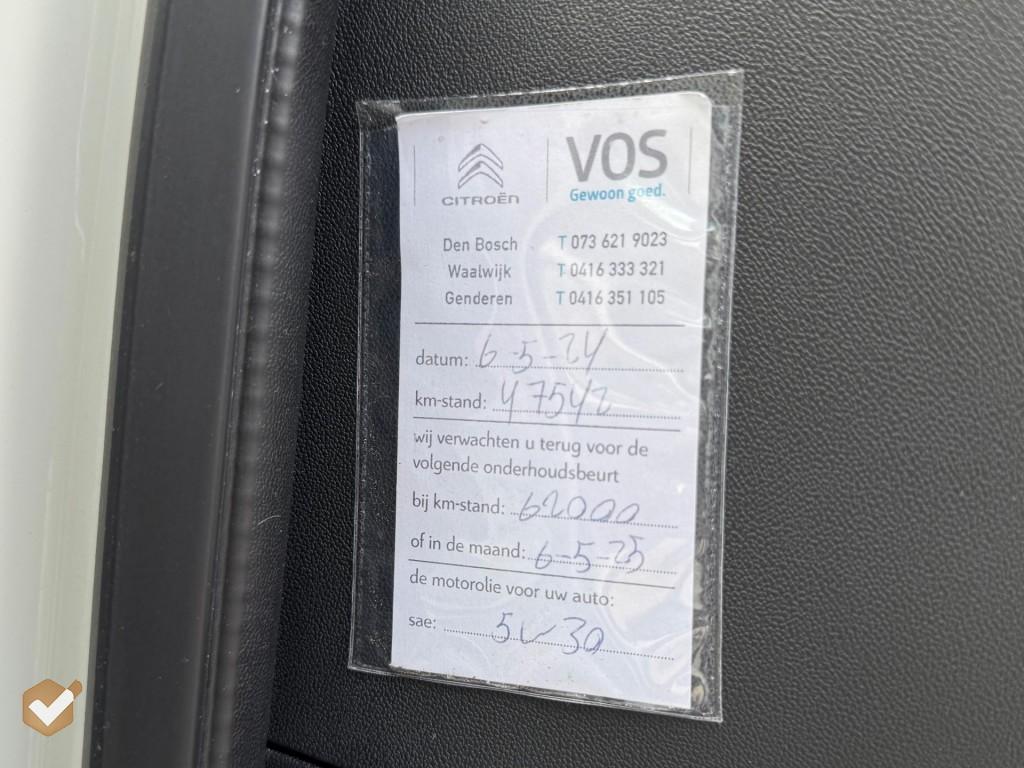 CITROËN
VOS
Gewoon goed.
Den Bosch T 073 621 9023
Waalwijk T 0416 333 321
Genderen T 0416 351 105
datum: 6-5-24
km-stand: 47542
wij verwachten u terug voor de
volgende onderhoudsbeurt
bij km-stand: 62000
of in de maand: 6-5-25
de motorolie voor uw auto:
sae: 5w30